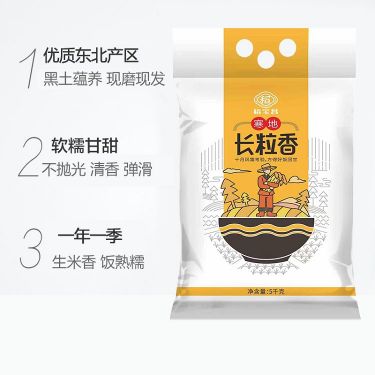 1 优质东北产区
黑土蕴养 现磨现发
2 软糯甘甜
不抛光 清香 弹滑
3 一年一季
生米香 饭熟糯
稻
寒地
长粒香
净含量:5千克